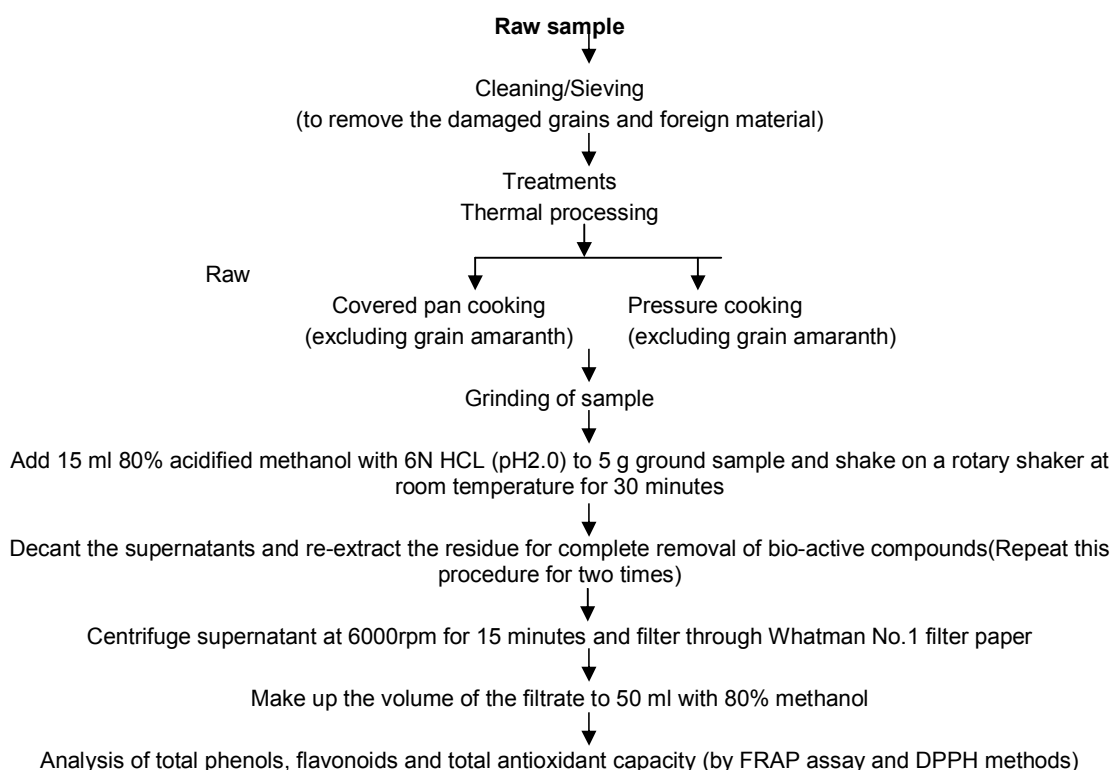 Raw sample
Cleaning/Sieving
(to remove the damaged grains and foreign material)
Treatments
Thermal processing
Raw
Covered pan cooking
(excluding grain amaranth)
Pressure cooking
(excluding grain amaranth)
Grinding of sample
Add 15 ml 80% acidified methanol with 6N HCL (pH2.0) to 5 g ground sample and shake on a rotary shaker at
room temperature for 30 minutes
Decant the supernatants and re-extract the residue for complete removal of bio-active compounds(Repeat this
procedure for two times)
Centrifuge supernatant at 6000rpm for 15 minutes and filter through Whatman No.1 filter paper
Make up the volume of the filtrate to 50 ml with 80% methanol
Analysis of total phenols, flavonoids and total antioxidant capacity (by FRAP assay and DPPH methods)